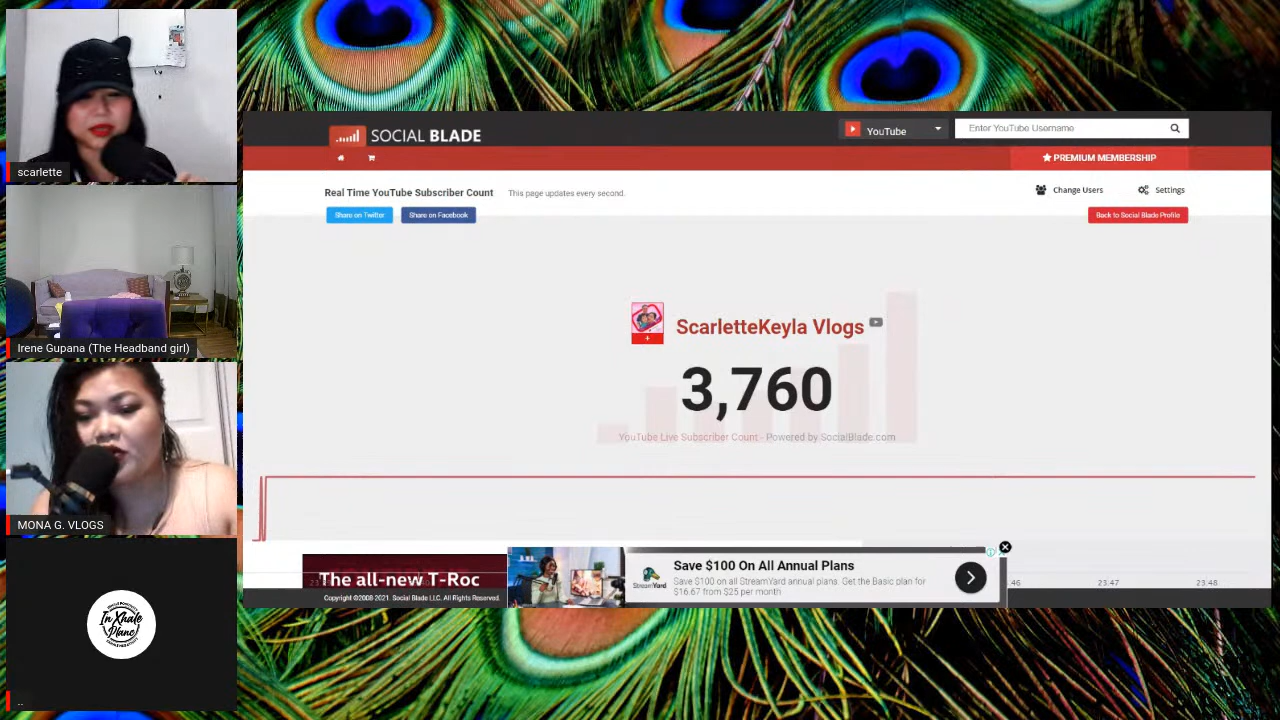 scarlette
Irene Gupana (The Headband girl)
MONA G. VLOGS
In Xhale
Plane!
..
SOCIAL BLADE
YouTube
Enter YouTube Username
PREMIUM MEMBERSHIP
Real Time YouTube Subscriber Count
This page updates every second.
Change Users
Settings
Share on Twitter
Share on Facebook
Back to Social Blade Profile
ScarletteKeyla Vlogs
3,760
YouTube Live Subscriber Count - Powered by SocialBlade.com
The all-new T-Roc
Save $100 On All Annual Plans
StreamYard
Save $100 on all StreamYard annual plans. Get the Basic plan for
$16.67 from $25 per month
23.47
23.48
Copyright ©2008-2021. Social Blade LLC. All Rights Reserved.